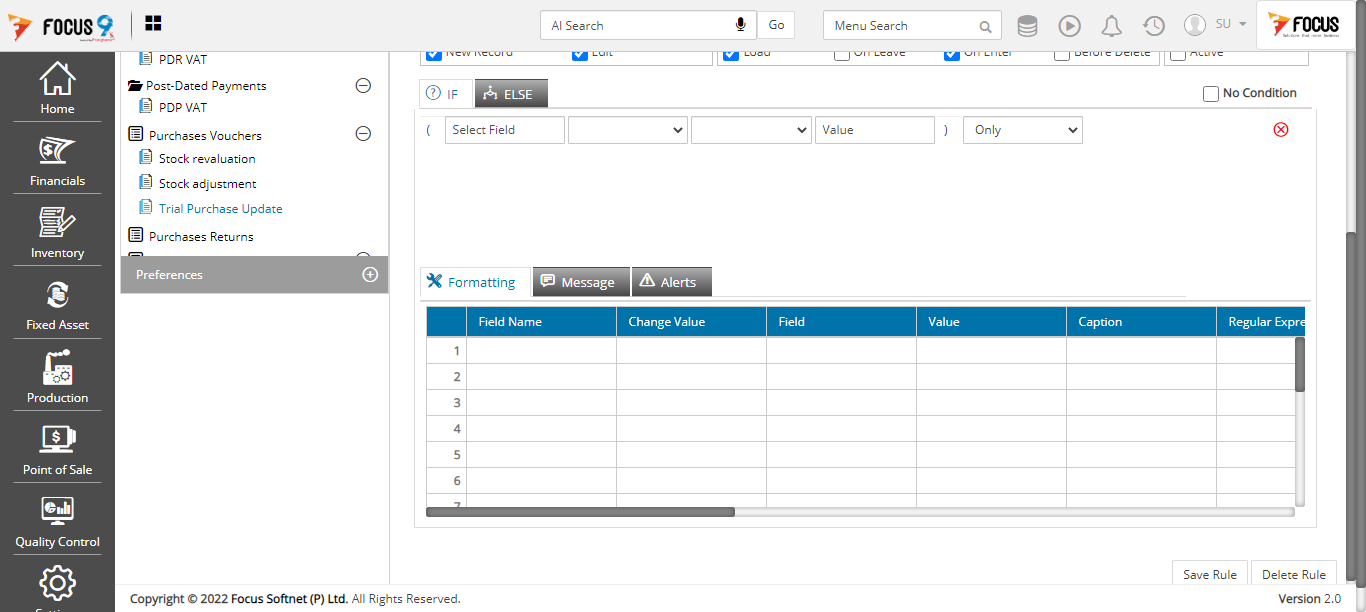 FOCUS 9
AI Search
Go
Menu Search
SU
FOCUS
Home
Financials
Inventory
Fixed Asset
Production
Point of Sale
Quality Control
PDR VAT
Post-Dated Payments
PDP VAT
Purchases Vouchers
Stock revaluation
Stock adjustment
Trial Purchase Update
Purchases Returns
Preferences
New Record Edit Load On Leave On Enter Before Delete Active
IF ELSE No Condition
( Select Field Value ) Only
Formatting Message Alerts
Field Name Change Value Field Value Caption Regular Expre
1
2
3
4
5
6
7
Save Rule Delete Rule
Copyright © 2022 Focus Softnet (P) Ltd. All Rights Reserved. Version 2.0